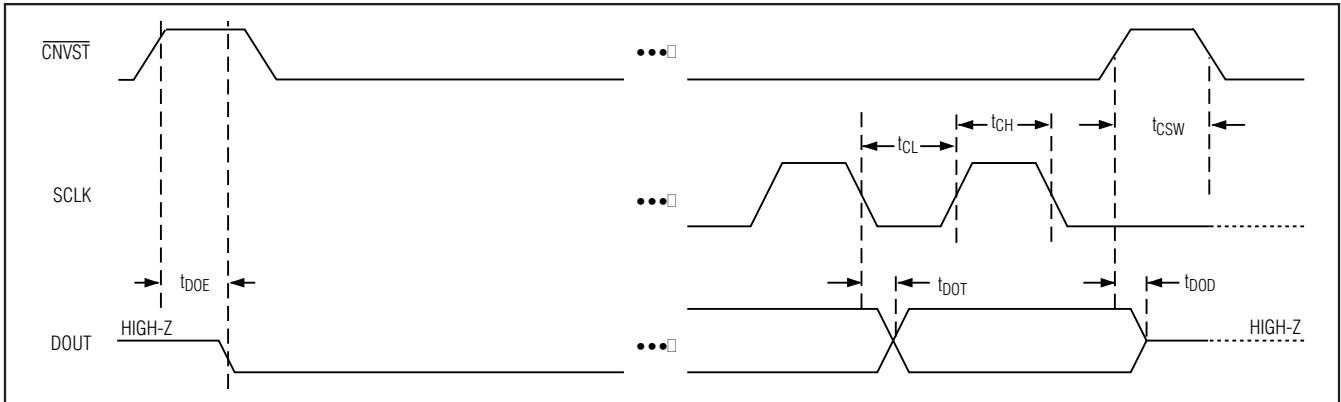 CNVST
•••
tCH
tCL
tCSW
SCLK
•••
tDOE
tDOT
tDOD
HIGH-Z
HIGH-Z
DOUT
•••